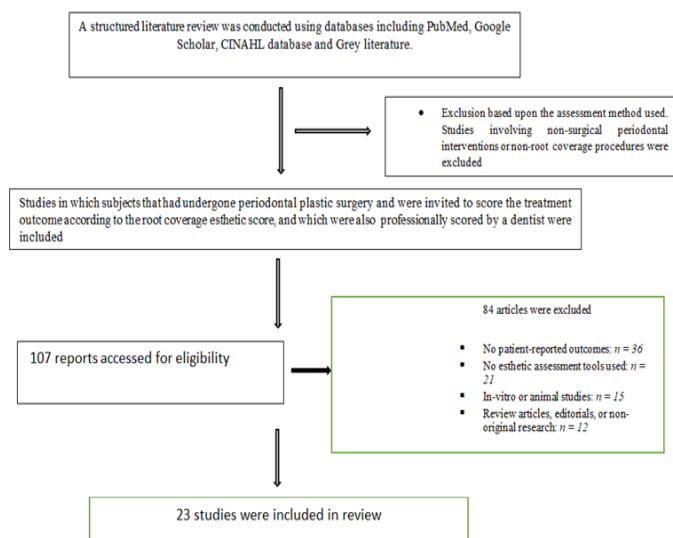 A structured literature review was conducted using databases including PubMed, Google
Scholar, CINAHL database and Grey literature.
● Exclusion based upon the assessment method used.
Studies involving non-surgical periodontal
interventions or non-root coverage procedures were
excluded
Studies in which subjects that had undergone periodontal plastic surgery and were invited to score the treatment
outcome according to the root coverage esthetic score, and which were also professionally scored by a dentist were
included
84 articles were excluded
▪ No patient-reported outcomes: n = 36
▪ No esthetic assessment tools used: n =
21
▪ In-vitro or animal studies: n = 15
▪ Review articles, editorials, or non-
original research: n = 12
107 reports accessed for eligibility
23 studies were included in review